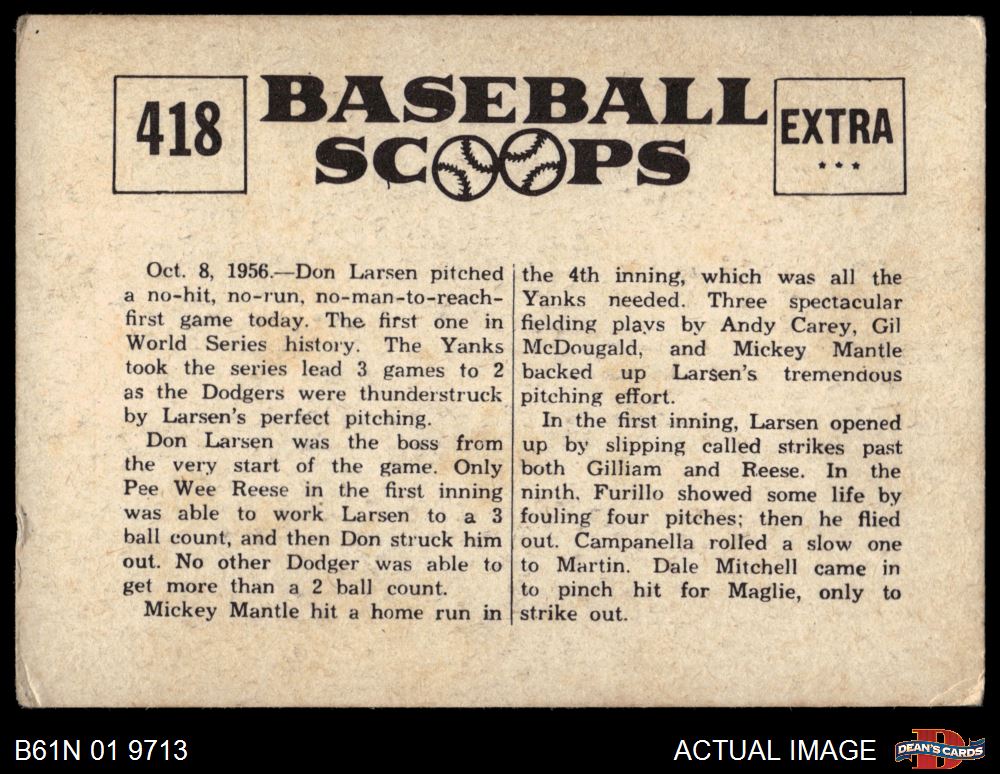 418
BASEBALL
SCOOPS
EXTRA
Oct. 8, 1956.—Don Larsen pitched
a no-hit, no-run, no-man-to-reach-
first game today. The first one in
World Series history. The Yanks
took the series lead 3 games to 2
as the Dodgers were thunderstruck
by Larsen's perfect pitching.
Don Larsen was the boss from
the very start of the game. Only
Pee Wee Reese in the first inning
was able to work Larsen to a 3
ball count, and then Don struck him
out. No other Dodger was able to
get more than a 2 ball count.
Mickey Mantle hit a home run in
the 4th inning, which was all the
Yanks needed. Three spectacular
fielding plays by Andy Carey, Gil
McDougald, and Mickey Mantle
backed up Larsen's tremendous
pitching effort.
In the first inning, Larsen opened
up by slipping called strikes past
both Gilliam and Reese. In the
ninth, Furillo showed some life by
fouling four pitches; then he flied
out. Campanella rolled a slow one
to Martin. Dale Mitchell came in
to pinch hit for Maglie, only to
strike out.
B61N 01 9713
ACTUAL IMAGE
D
DEAN'S CARDS